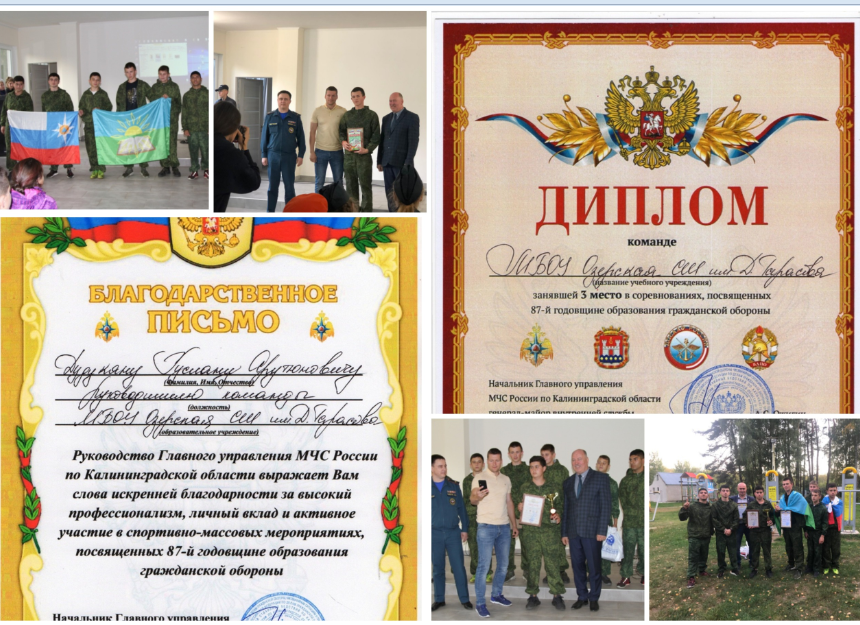 БЛАГОДАРСТВЕННОЕ
ПИСЬМО
(Фамилия, Имя, Отчество)
руководителю команды
(должность)
МБОУ Озерская СШ им. Д. Тарасова
(образовательное учреждение)
Руководство Главного управления МЧС России
по Калининградской области выражает Вам
слова искренней благодарности за высокий
профессионализм, личный вклад и активное
участие в спортивно-массовых мероприятиях,
посвященных 87-й годовщине образования
гражданской обороны
Начальник Главного управления
ДИПЛОМ
команде
МБОУ Озерская СШ им Д. Тарасова
(название учебного учреждения)
занявшей 3 место в соревнованиях, посвященных
87-й годовщине образования гражданской обороны
Начальник Главного управления
МЧС России по Калининградской области
генерал-майор внутренней службы